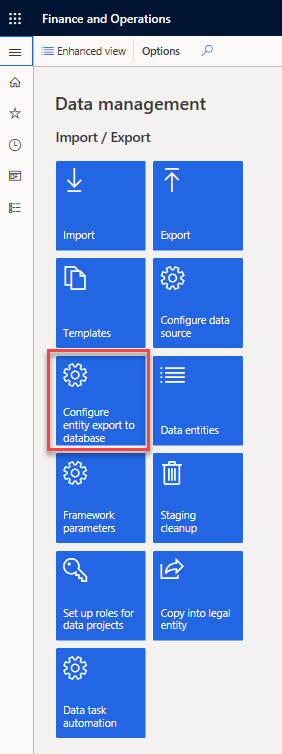 Finance and Operations
Enhanced view Options
Data management
Import / Export
Import
Export
Templates
Configure data
source
Configure
entity export to
database
Data entities
Framework
parameters
Staging
cleanup
Set up roles for
data projects
Copy into legal
entity
Data task
automation